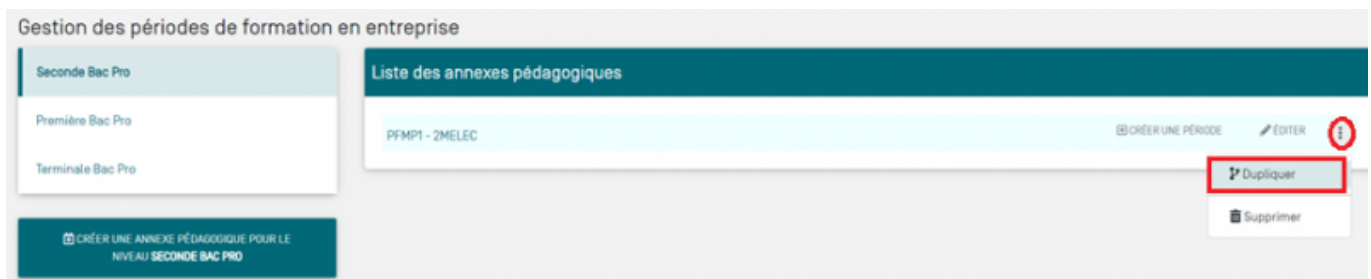 Gestion des périodes de formation en entreprise
Seconde Bac Pro
Première Bac Pro
Terminale Bac Pro
CRÉER UNE ANNEXE PÉDAGOGIQUE POUR LE
NIVEAU SECONDE BAC PRO
Liste des annexes pédagogiques
PFMP1 - 2MELEC
CRÉER UNE PÉRIODE
ÉDITER
Dupliquer
Supprimer